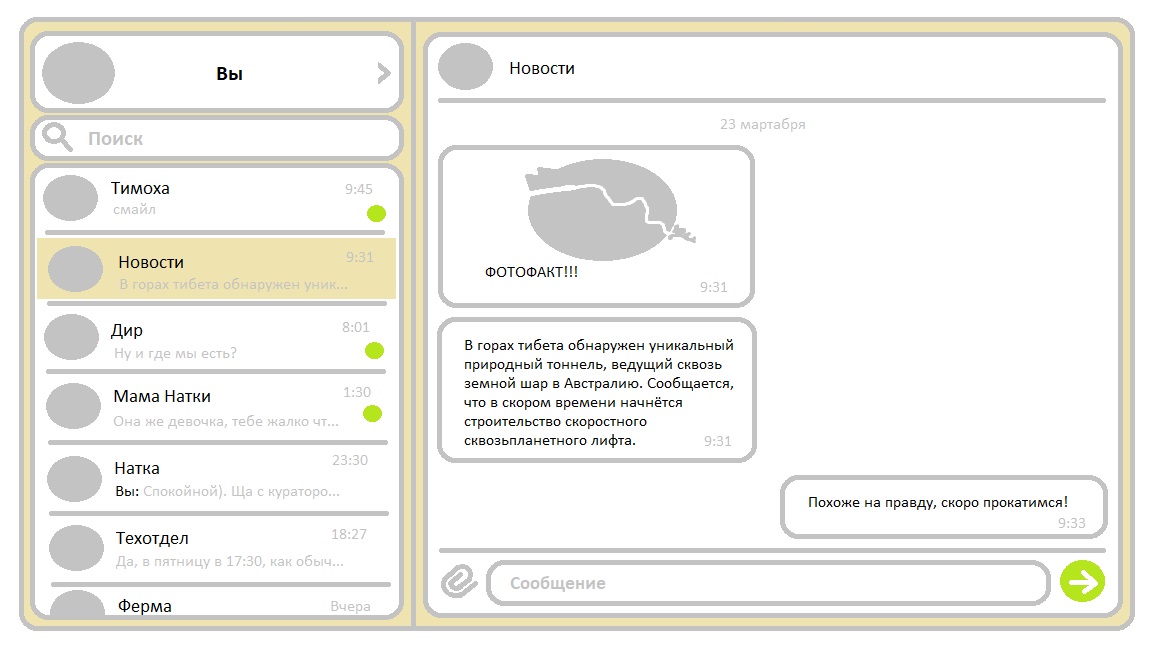 Вы
Поиск
Тимоха 9:45
смайл
Новости 9:31
В горах тибета обнаружен уник...
Дир 8:01
Ну и где мы есть?
Мама Натки 1:30
Она же девочка, тебе жалко чт...
Натка 23:30
Вы: Спокойной). Ща с кураторо...
Техотдел 18:27
Да, в пятницу в 17:30, как обыч...
Ферма Вчера
Новости
23 мартабря
ФОТОФАКТ!!!
9:31
В горах тибета обнаружен уникальный
природный тоннель, ведущий сквозь
земной шар в Австралию. Сообщается,
что в скором времени начнётся
строительство скоростного
сквозьпланетного лифта. 9:31
Похоже на правду, скоро прокатимся!
9:33
Сообщение